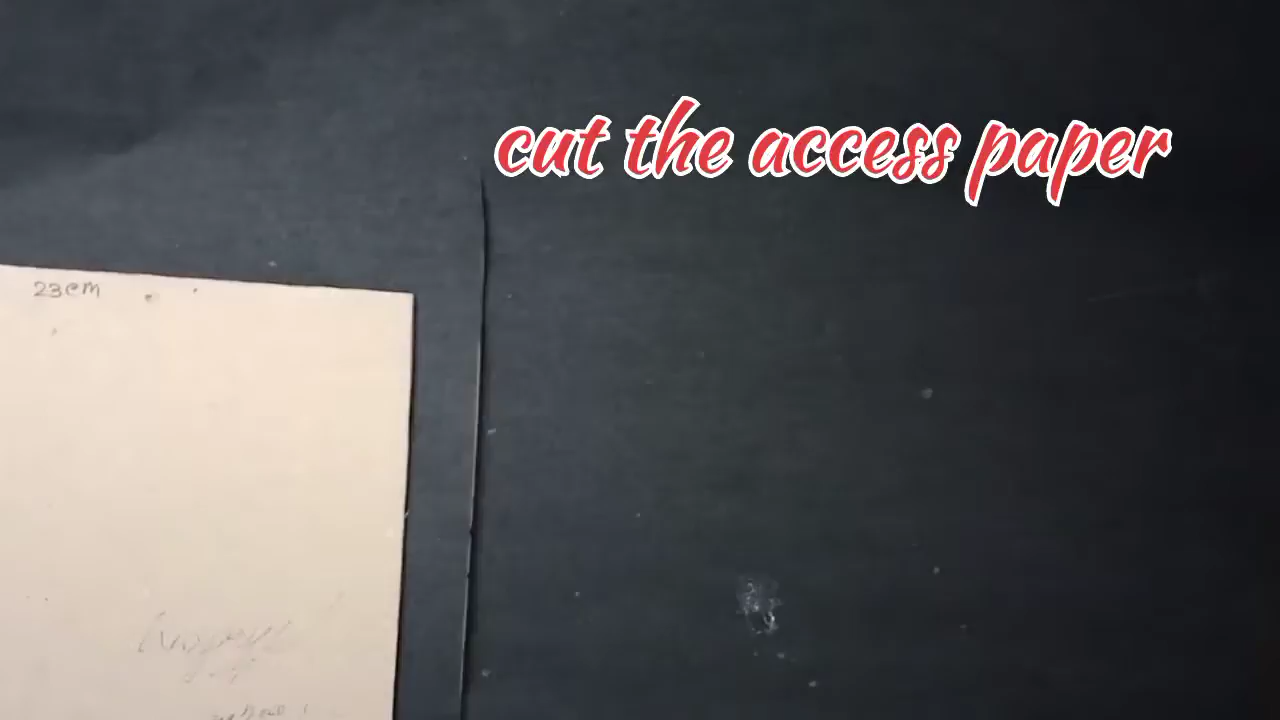 cut the access paper
23cm